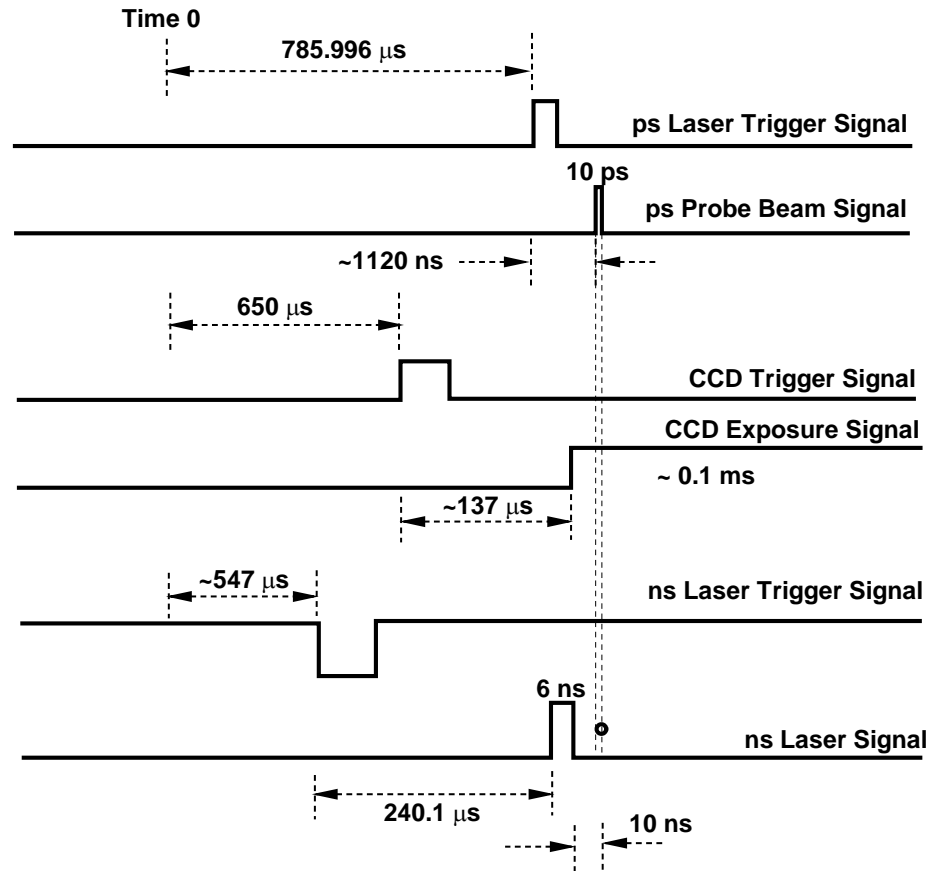 Time 0
785.996 μs
ps Laser Trigger Signal
10 ps
ps Probe Beam Signal
~1120 ns
650 μs
CCD Trigger Signal
CCD Exposure Signal
~ 0.1 ms
~137 μs
~547 μs
ns Laser Trigger Signal
6 ns
ns Laser Signal
240.1 μs
10 ns